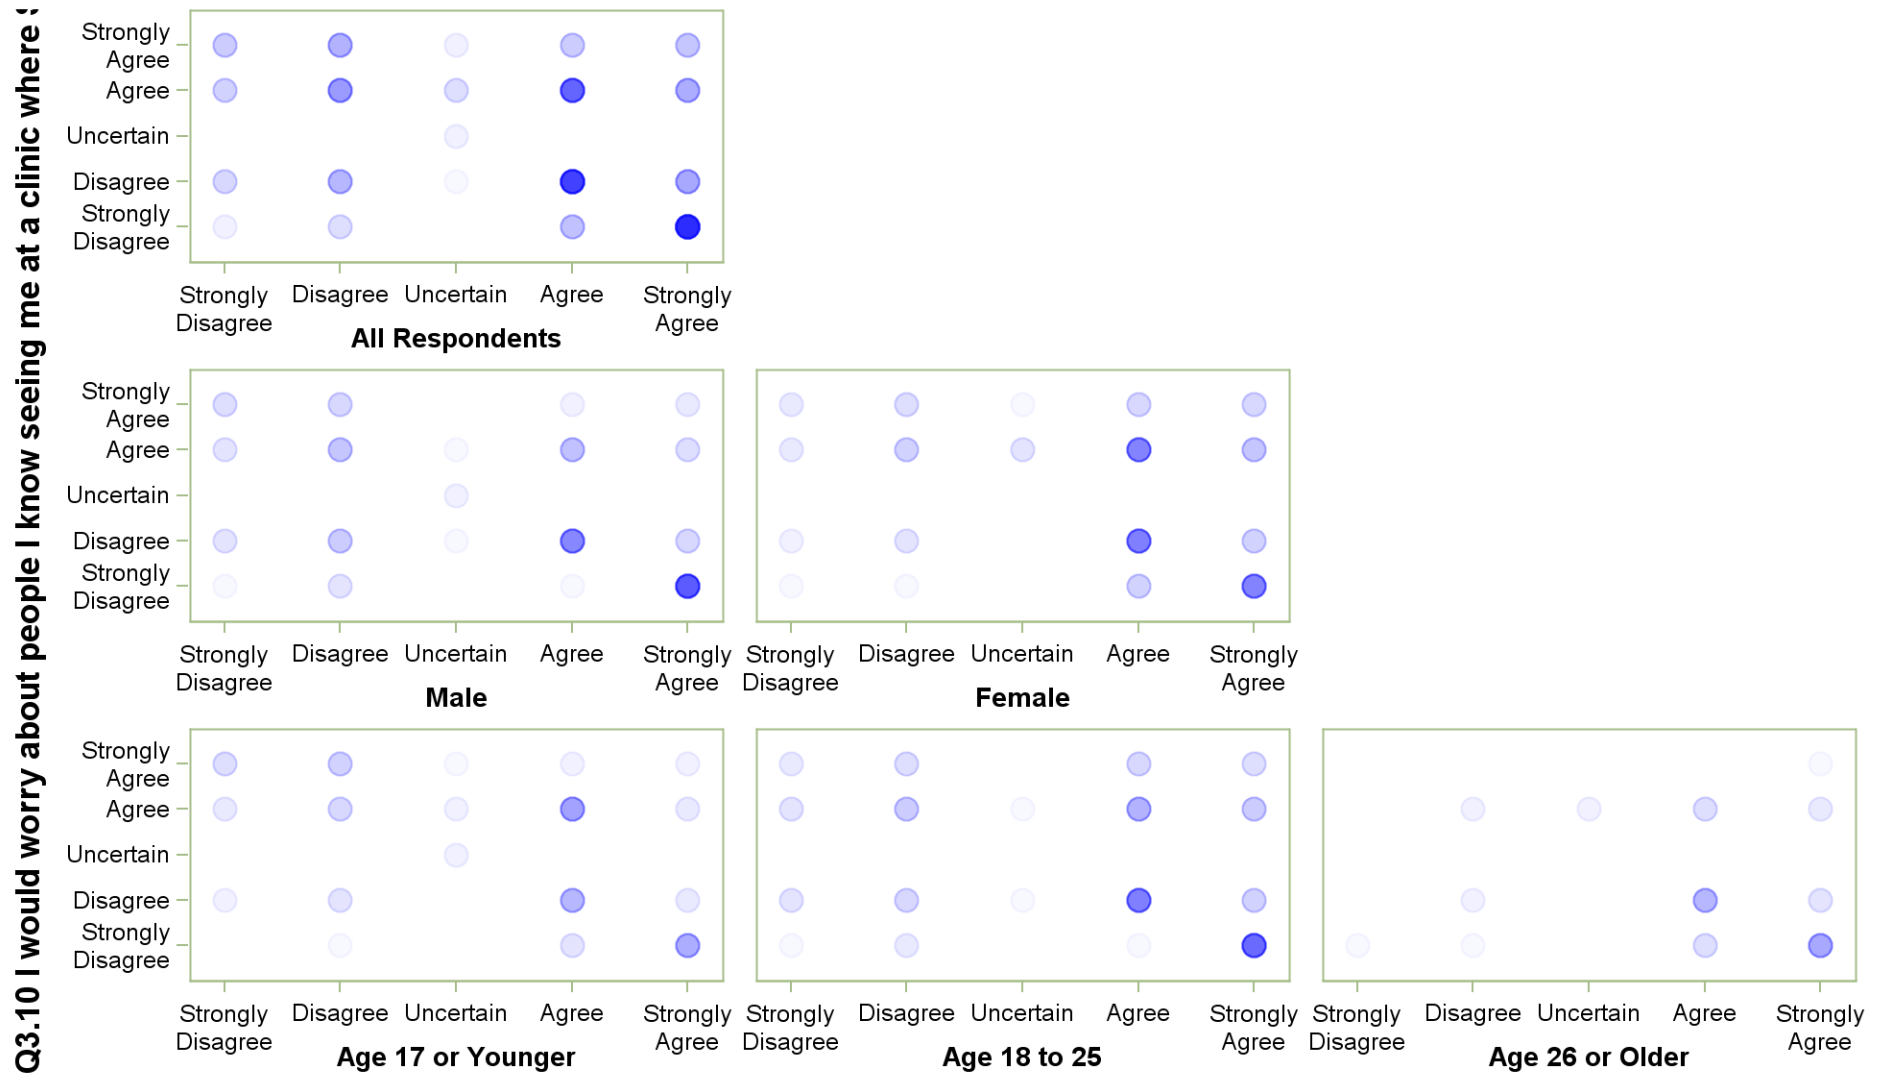 Q3.10 I would worry about people I know seeing me at a clinic where
Strongly
Agree
Agree
Uncertain
Disagree
Strongly
Disagree
Strongly
Disagree
Disagree
Uncertain
Agree
Strongly
Agree
All Respondents
Strongly
Agree
Agree
Uncertain
Disagree
Strongly
Disagree
Strongly
Disagree
Disagree
Uncertain
Agree
Strongly
Agree
Male
Strongly
Disagree
Disagree
Uncertain
Agree
Strongly
Agree
Female
Strongly
Agree
Agree
Uncertain
Disagree
Strongly
Disagree
Strongly
Disagree
Disagree
Uncertain
Agree
Strongly
Agree
Age 17 or Younger
Strongly
Disagree
Disagree
Uncertain
Agree
Strongly
Agree
Age 18 to 25
Strongly
Disagree
Disagree
Uncertain
Agree
Strongly
Agree
Age 26 or Older